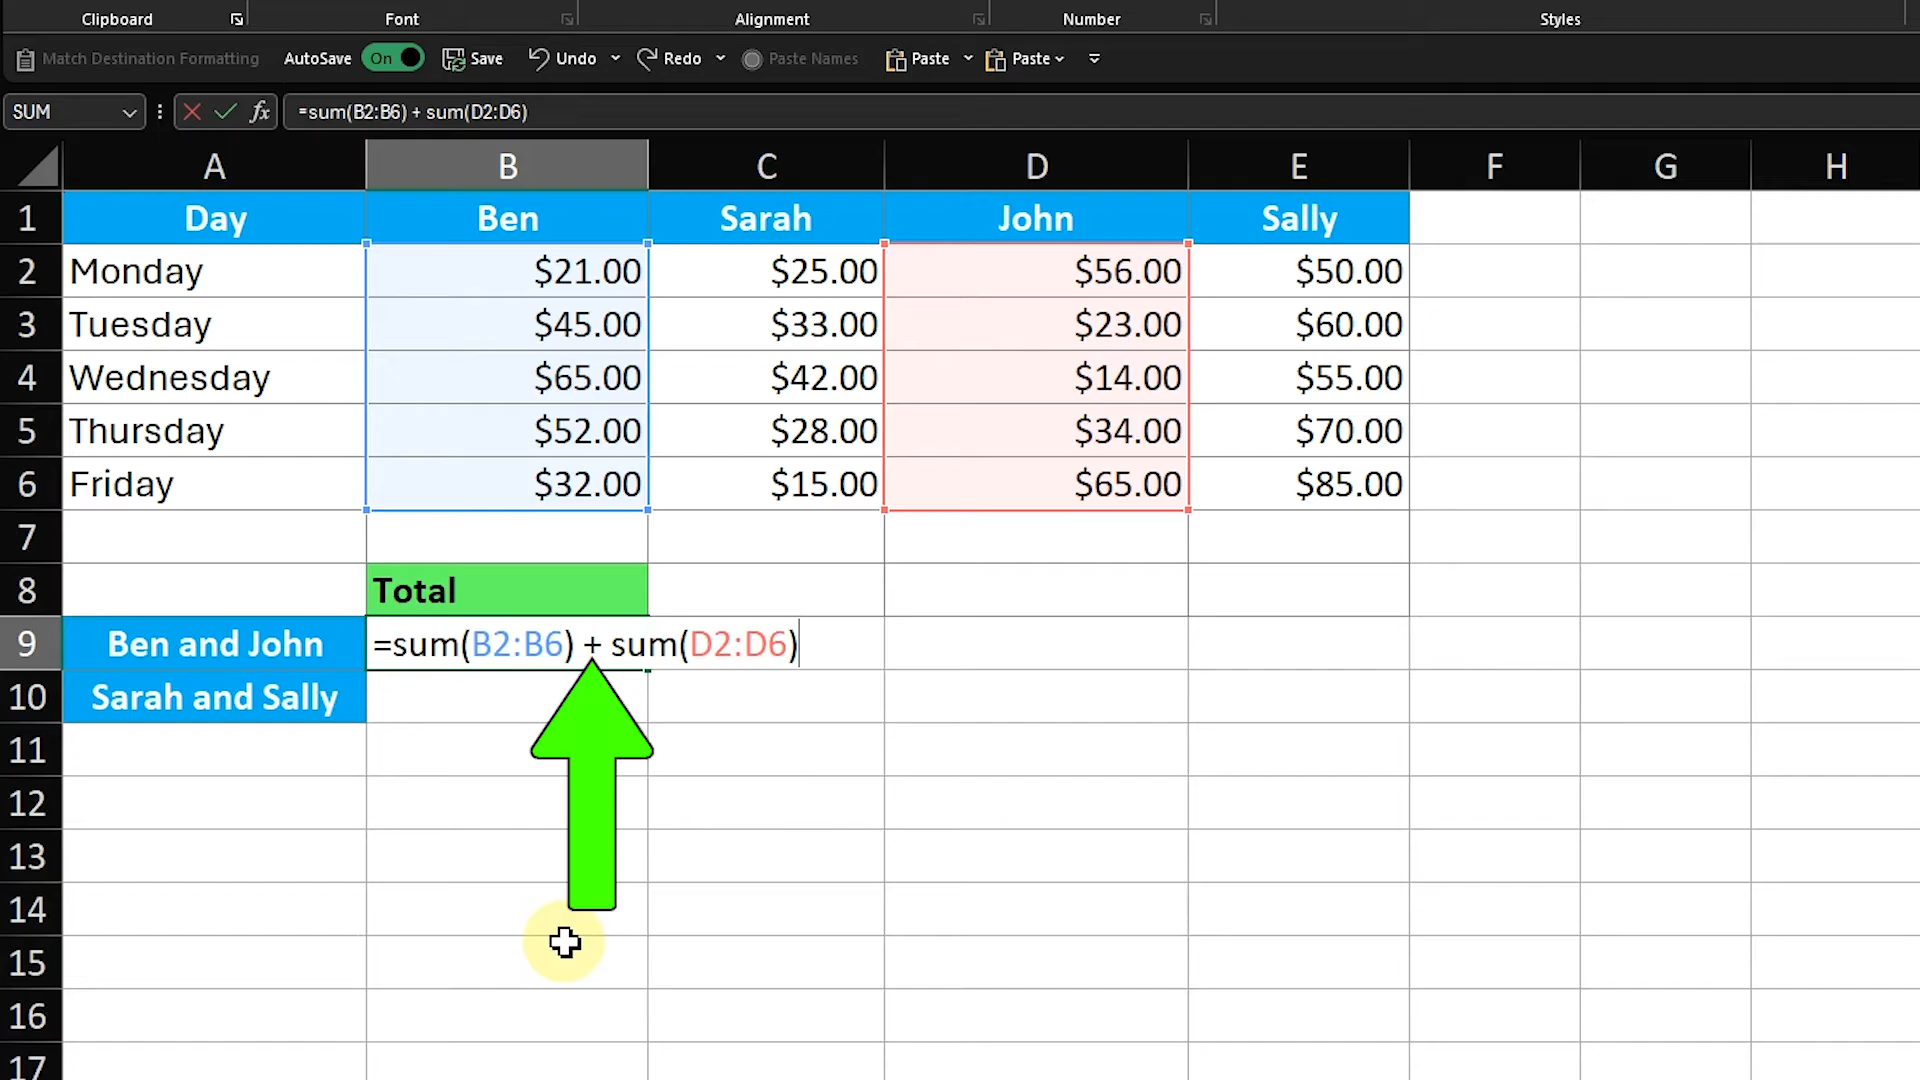 Clipboard Font Alignment Number Styles
Match Destination Formatting AutoSave On Save Undo Redo Paste Names Paste Paste
SUM fx =sum(B2:B6) + sum(D2:D6)
A B C D E F G H
1 Day Ben Sarah John Sally
2 Monday $21.00 $25.00 $56.00 $50.00
3 Tuesday $45.00 $33.00 $23.00 $60.00
4 Wednesday $65.00 $42.00 $14.00 $55.00
5 Thursday $52.00 $28.00 $34.00 $70.00
6 Friday $32.00 $15.00 $65.00 $85.00
7
8 Total
9 Ben and John =sum(B2:B6) + sum(D2:D6)
10 Sarah and Sally
11
12
13
14
15
16
17